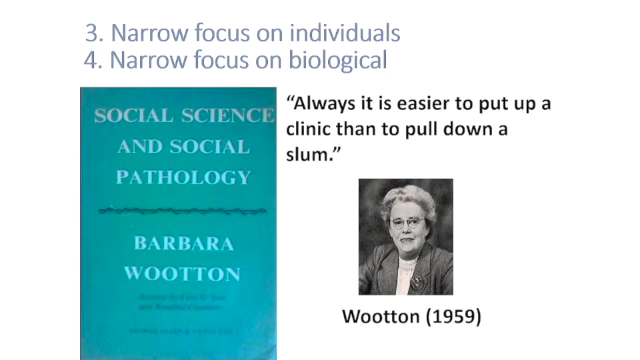 3. Narrow focus on individuals
4. Narrow focus on biological
“Always it is easier to put up a
clinic than to pull down a
slum.”
SOCIAL SCIENCE
AND SOCIAL
PATHOLOGY
BARBARA
WOOTTON
Wootton (1959)